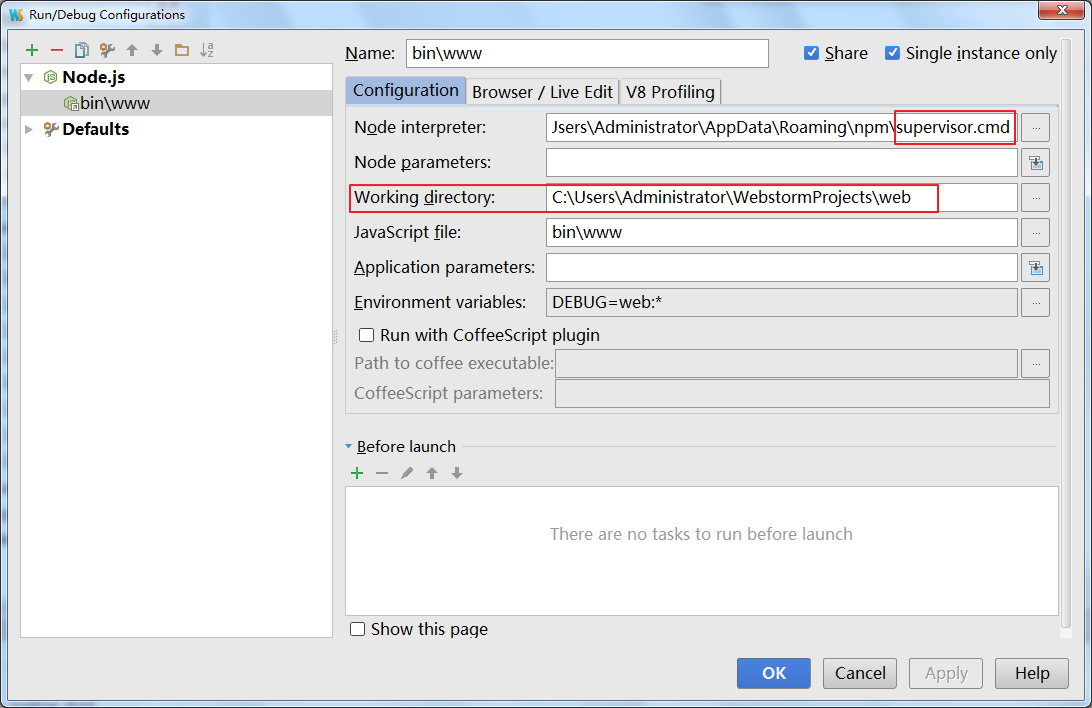 Run/Debug Configurations
Node.js
bin\www
Defaults
Name: bin\www Share Single instance only
Configuration Browser / Live Edit V8 Profiling
Node interpreter: Jsers\Administrator\AppData\Roaming\npm\supervisor.cmd ...
Node parameters:
Working directory: C:\Users\Administrator\WebstormProjects\web ...
JavaScript file: bin\www ...
Application parameters:
Environment variables: DEBUG=web:* ...
Run with CoffeeScript plugin
Path to coffee executable: ...
CoffeeScript parameters:
Before launch
There are no tasks to run before launch
Show this page
OK Cancel Apply Help